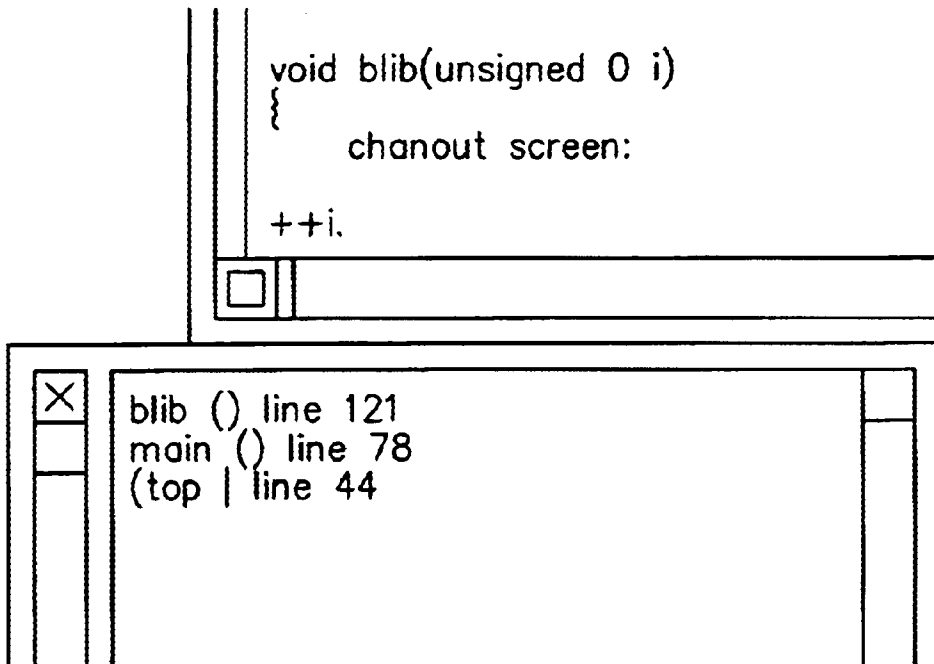 void blib(unsigned 0 i)
{
chanout screen:
++i.
blib () line 121
main () line 78
(top | line 44